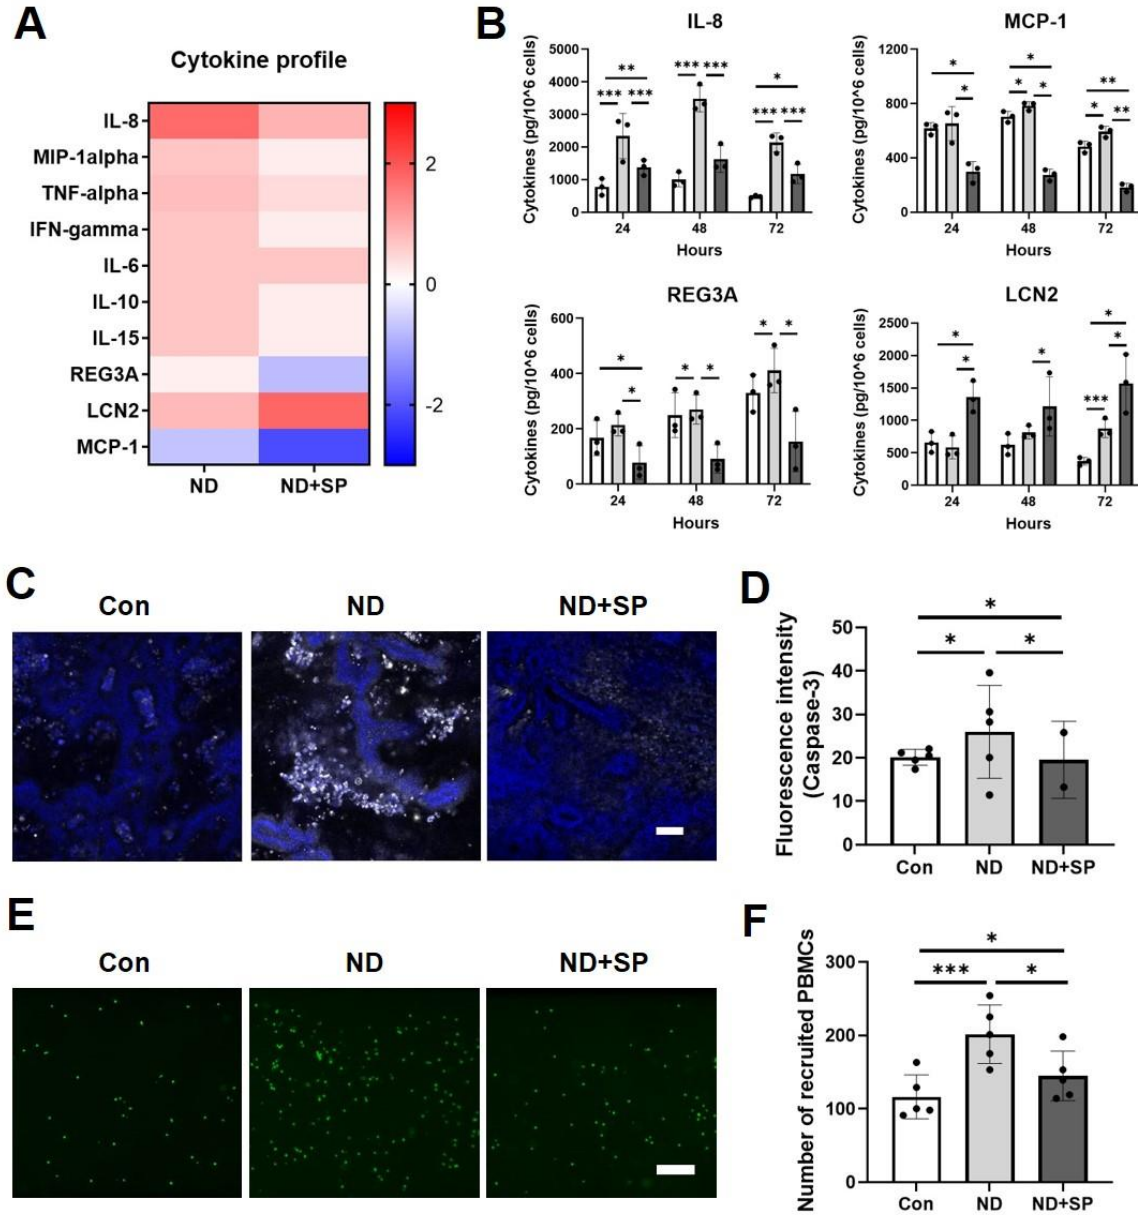 A
Cytokine profile
IL-8
MIP-1alpha
TNF-alpha
IFN-gamma
IL-6
IL-10
IL-15
REG3A
LCN2
MCP-1
ND ND+SP
2
0
-2
B
IL-8
Cytokines (pg/10^6 cells)
5000
4000
3000
2000
1000
0
** *** ***
*** ***
* *** ***
24 48 72
Hours
MCP-1
Cytokines (pg/10^6 cells)
1200
800
400
0
* *
* * *
** * **
24 48 72
Hours
REG3A
Cytokines (pg/10^6 cells)
600
400
200
0
* *
* *
* *
24 48 72
Hours
LCN2
Cytokines (pg/10^6 cells)
2500
2000
1500
1000
500
0
* *
*
* * ***
24 48 72
Hours
C
Con ND ND+SP
D
Fluorescence intensity
(Caspase-3)
50
40
30
20
10
0
*
* *
Con ND ND+SP
E
Con ND ND+SP
F
Number of recruited PBMCs
300
200
100
0
*
*** *
Con ND ND+SP